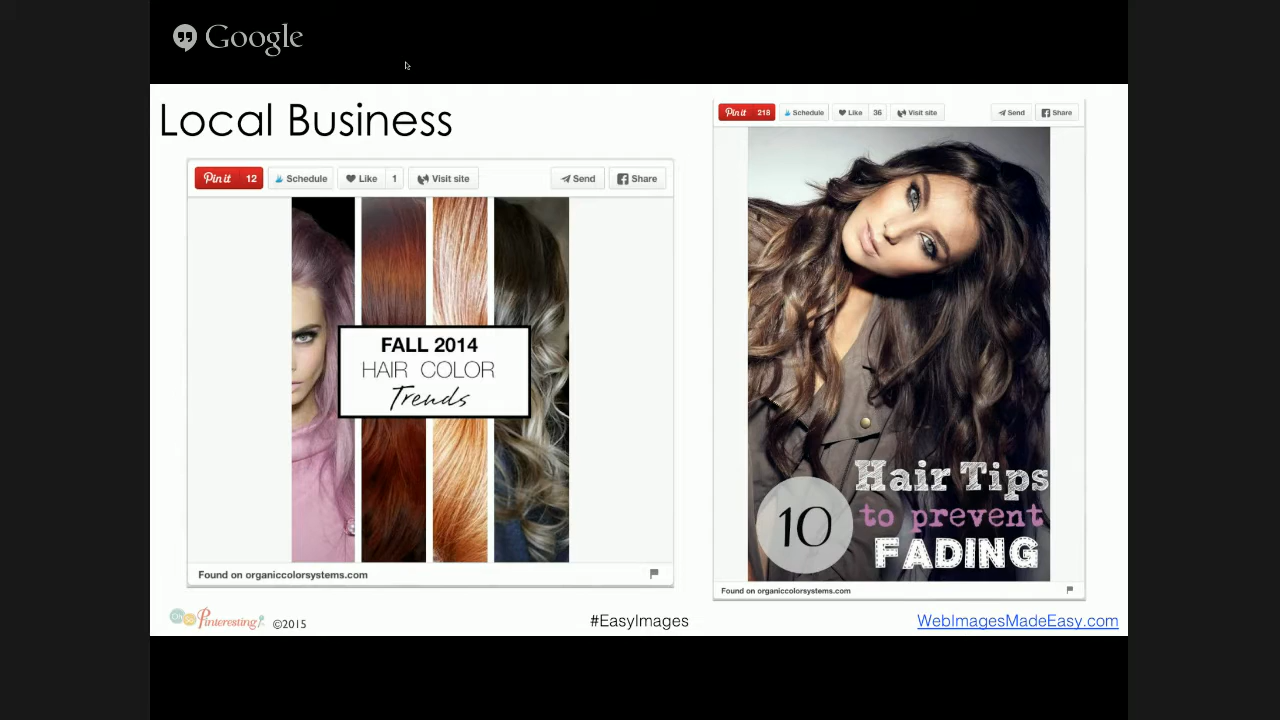 Google
Local Business
Pin it 12 Schedule Like 1 Visit site Send Share
FALL 2014
HAIR COLOR
Trends
Found on organiccolorsystems.com
Pin it 218 Schedule Like 36 Visit site Send Share
Hair Tips
10 to prevent
FADING
Found on organiccolorsystems.com
OH SO Pinteresting! ©2015
#EasyImages
WebImagesMadeEasy.com